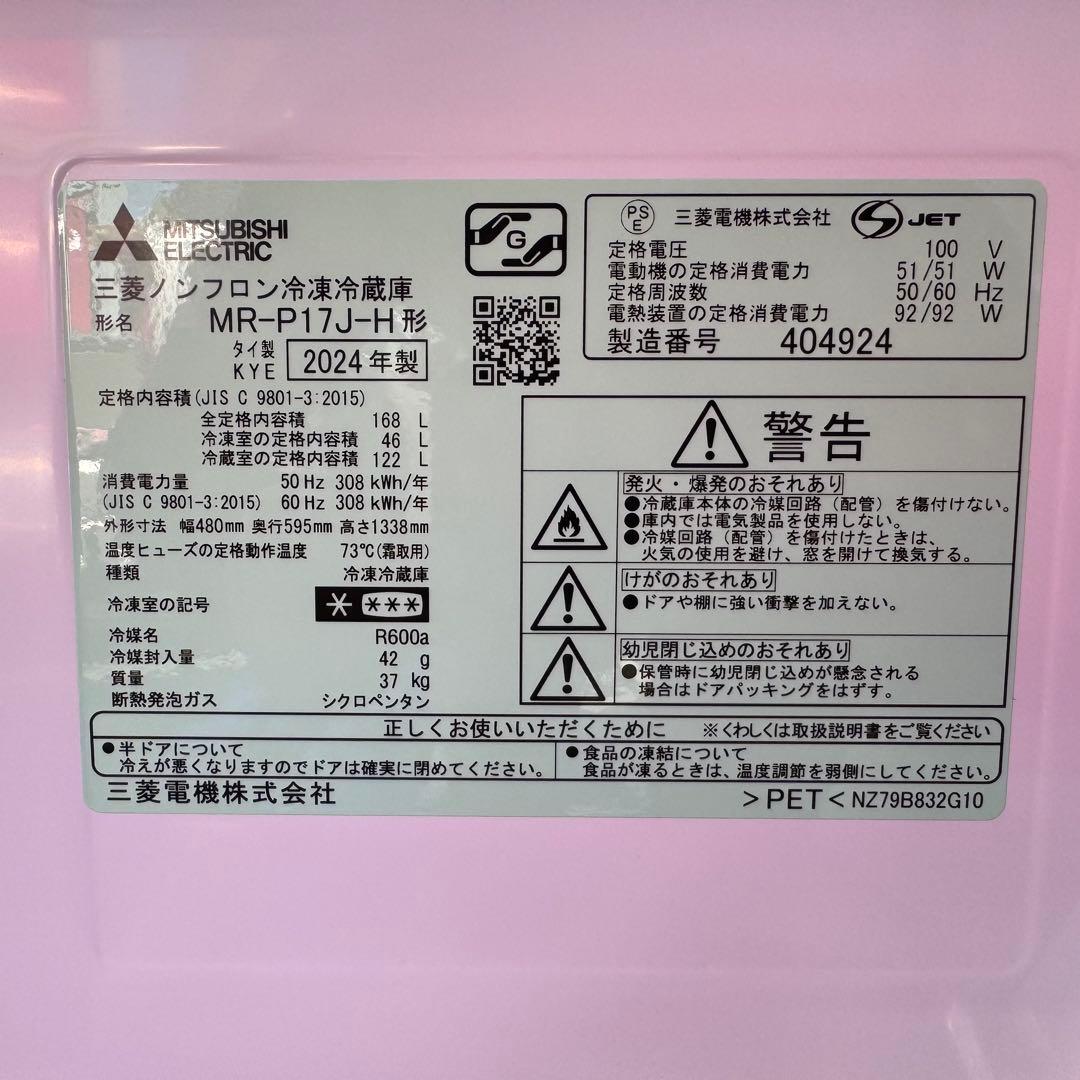 MITSUBISHI
ELECTRIC
三菱ノンフロン冷凍冷蔵庫
形名 MR-P17J-H形
タイ製
KYE 2024年製
定格内容積(JIS C 9801-3:2015)
全定格内容積 168 L
冷凍室の定格内容積 46 L
冷蔵室の定格内容積 122 L
消費電力量 50 Hz 308 kWh/年
(JIS C 9801-3:2015) 60 Hz 308 kWh/年
外形寸法 幅480mm 奥行595mm 高さ1338mm
温度ヒューズの定格動作温度 73℃(霜取用)
種類 冷凍冷蔵庫
冷凍室の記号
冷媒名 R600a
冷媒封入量 42 g
質量 37 kg
断熱発泡ガス シクロペンタン
G
PS
E 三菱電機株式会社 JET
定格電圧 100 V
電動機の定格消費電力 51/51 W
定格周波数 50/60 Hz
電熱装置の定格消費電力 92/92 W
製造番号 404924
警告
発火・爆発のおそれあり
●冷蔵庫本体の冷媒回路(配管)を傷付けない。
●庫内では電気製品を使用しない。
●冷媒回路(配管)を傷付けたときは、
火気の使用を避け、窓を開けて換気する。
けがのおそれあり
●ドアや棚に強い衝撃を加えない。
幼児閉じ込めのおそれあり
●保管時に幼児閉じ込めが懸念される
場合はドアパッキングをはずす。
正しくお使いいただくために ※くわしくは取扱説明書をご覧ください
●半ドアについて
冷えが悪くなりますのでドアは確実に閉めてください。
●食品の凍結について
食品が凍るときは、温度調節を弱側にしてください。
三菱電機株式会社
>PET< NZ79B832G10